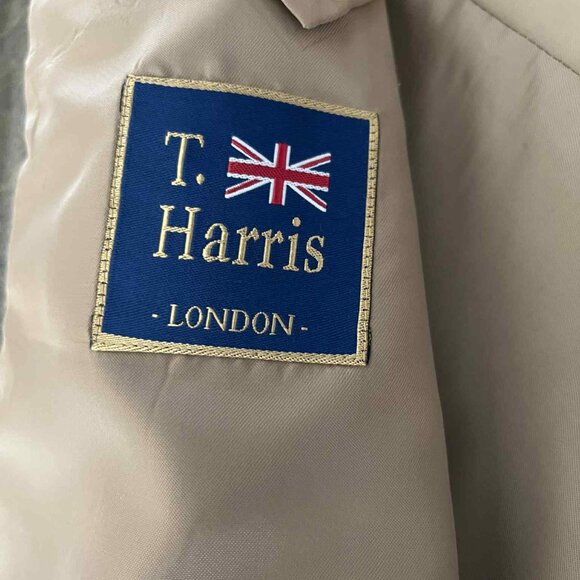 T.
Harris
- LONDON -